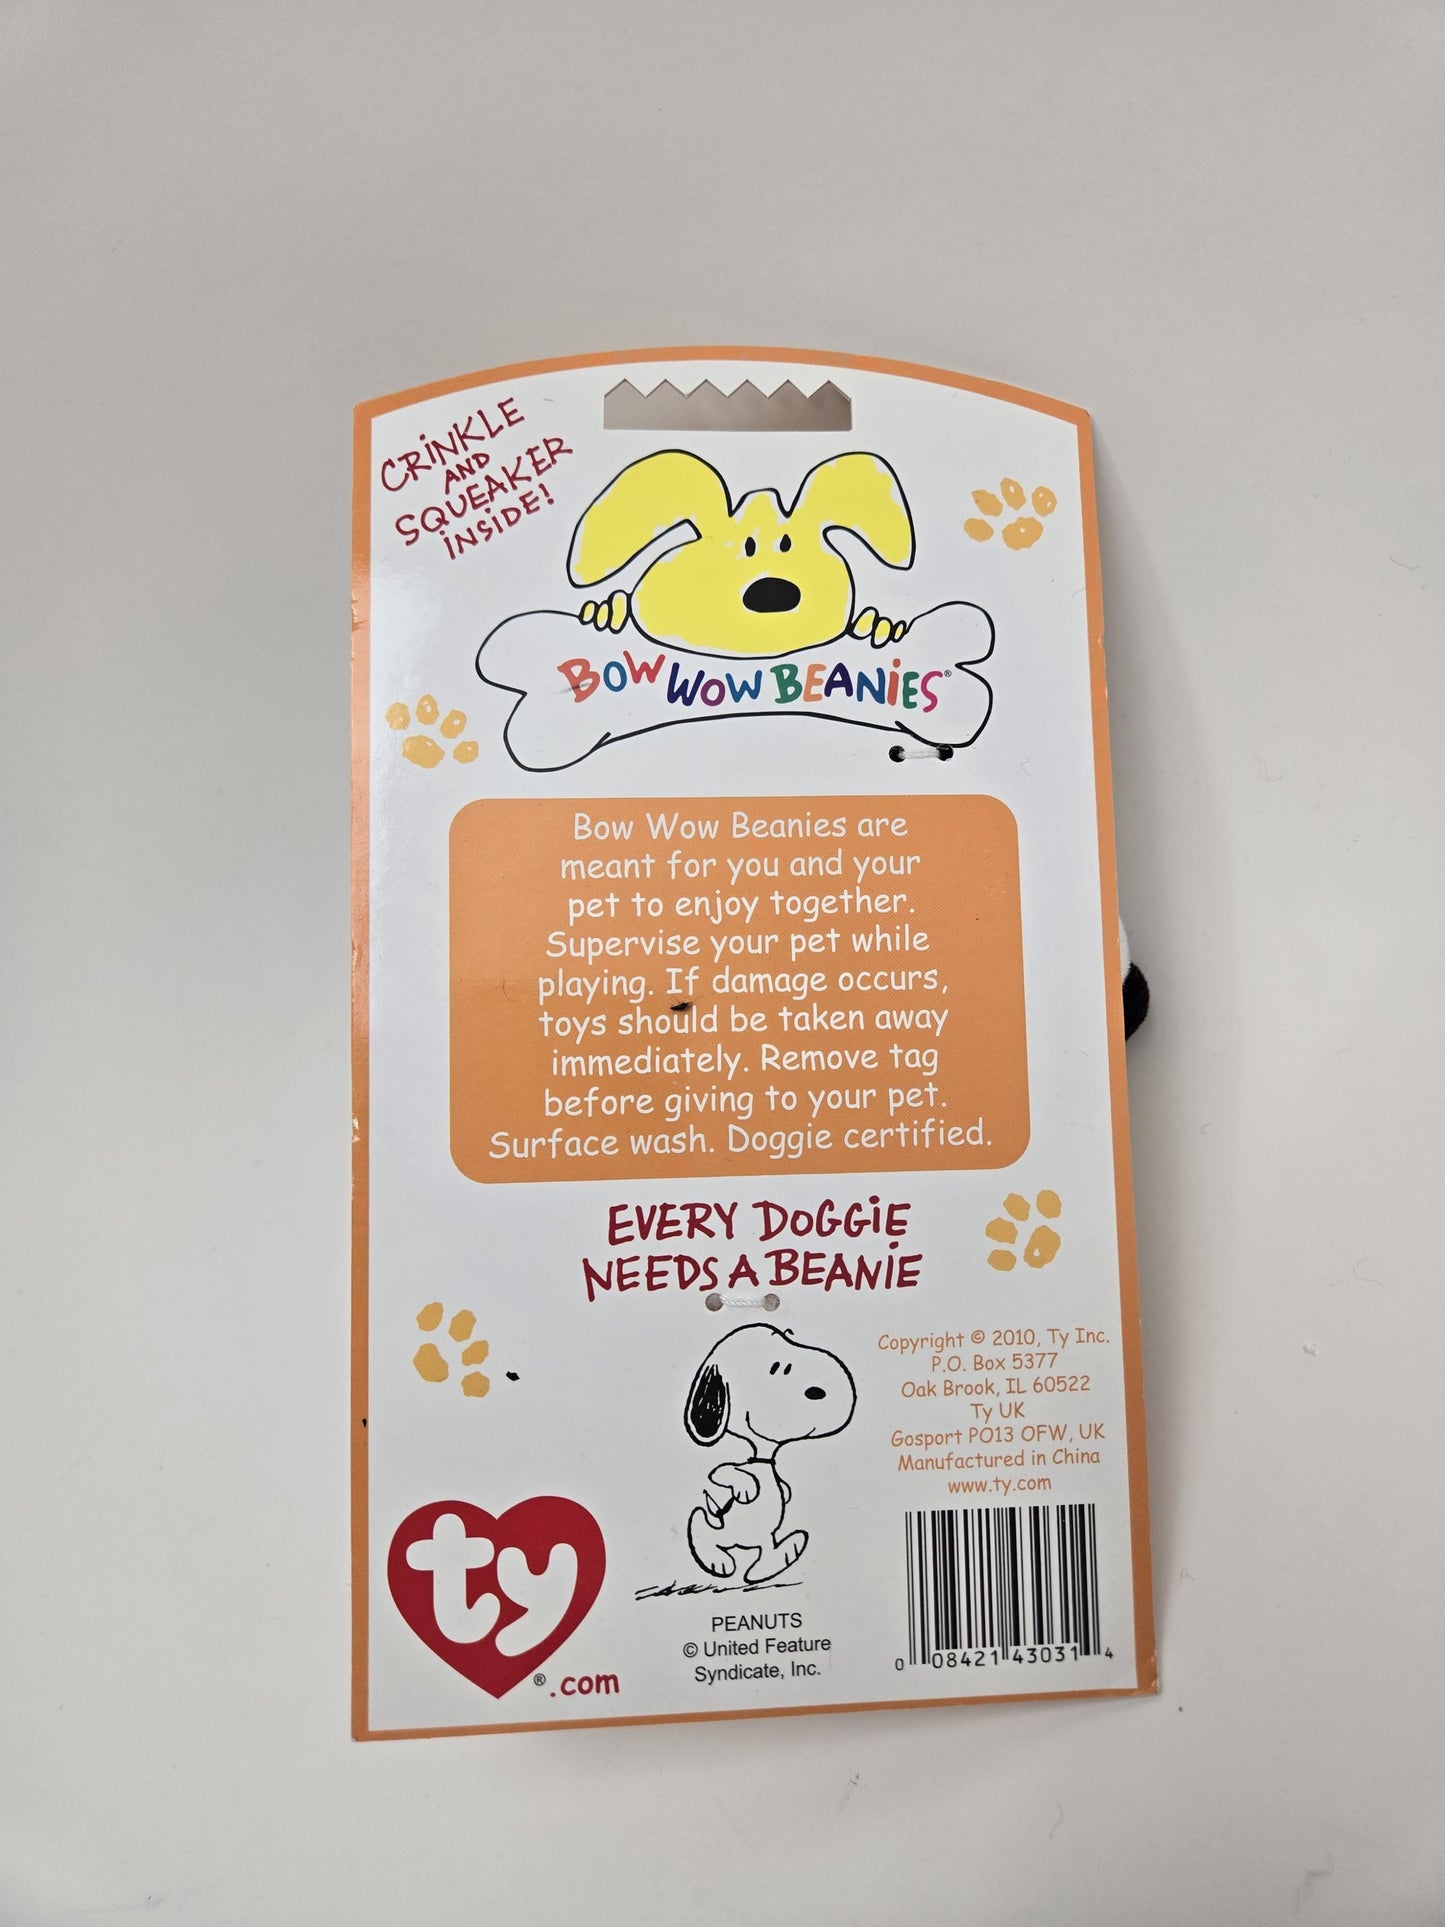 CRiNKLE
AND
SQUEAKER
iNSiDE!
BOW WOW BEANiES®
Bow Wow Beanies are
meant for you and your
pet to enjoy together.
Supervise your pet while
playing. If damage occurs,
toys should be taken away
immediately. Remove tag
before giving to your pet.
Surface wash. Doggie certified.
EVERY DOGGiE
NEEDS A BEANiE
Copyright © 2010, Ty Inc.
P.O. Box 5377
Oak Brook, IL 60522
Ty UK
Gosport PO13 OFW, UK
Manufactured in China
www.ty.com
ty
®.com
PEANUTS
© United Feature
Syndicate, Inc.
0 08421 43031 4